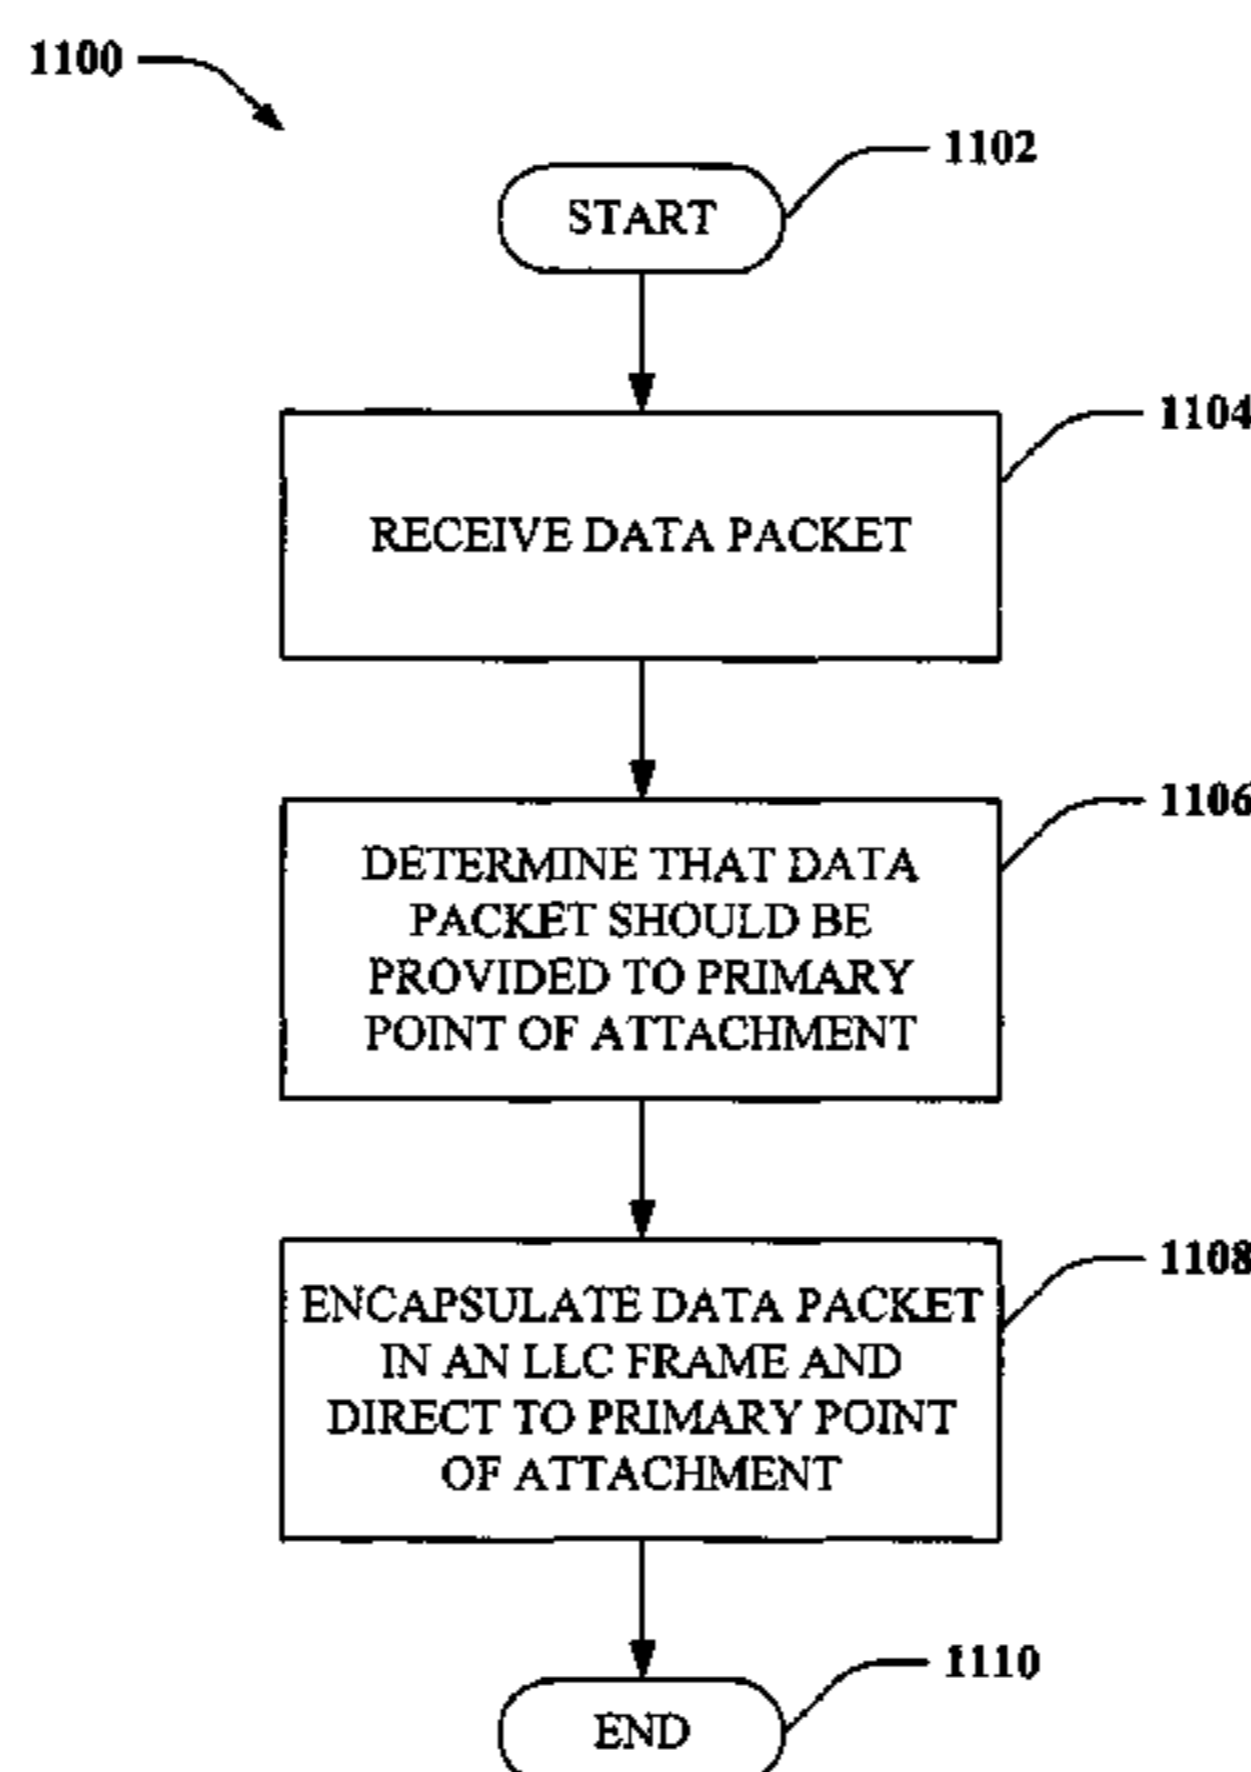 1100
1102
START
1104
RECEIVE DATA PACKET
1106
DETERMINE THAT DATA
PACKET SHOULD BE
PROVIDED TO PRIMARY
POINT OF ATTACHMENT
1108
ENCAPSULATE DATA PACKET
IN AN LLC FRAME AND
DIRECT TO PRIMARY POINT
OF ATTACHMENT
1110
END